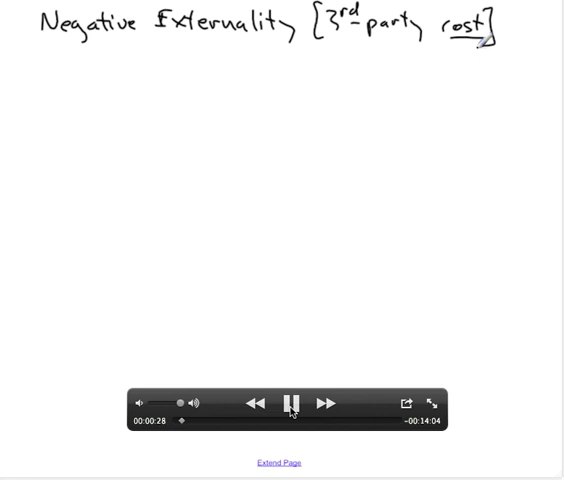 Negative Externality [3rd-party cost]
00:00:28
-00:14:04
Extend Page